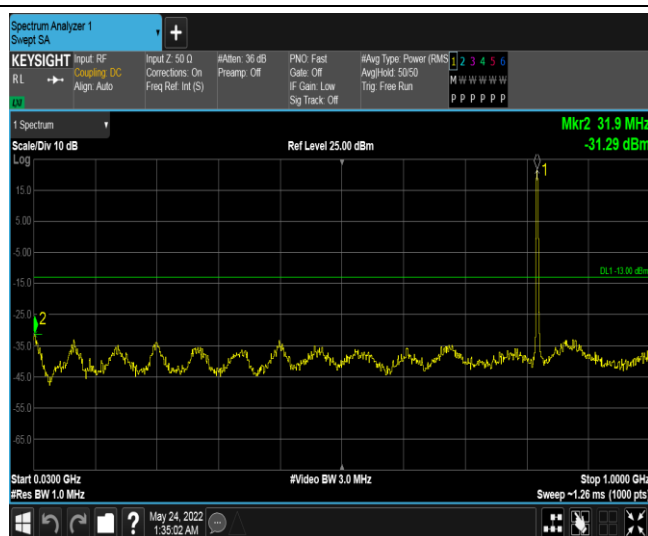 Spectrum Analyzer 1
Swept SA
+
KEYSIGHT
RL
Input: RF
Coupling: DC
Align: Auto
Input Z: 50 Ω
Corrections: On
Freq Ref: Int (S)
#Atten: 36 dB
Preamp: Off
PNO: Fast
Gate: Off
IF Gain: Low
Sig Track: Off
#Avg Type: Power (RMS
Avg|Hold: 50/50
Trig: Free Run
1 2 3 4 5 6
M W W W W W
P P P P P P
LW
1 Spectrum
Mkr2 31.9 MHz
Scale/Div 10 dB
Ref Level 25.00 dBm
-31.29 dBm
Log
1
15.0
5.00
-5.00
DL1 -13.00 dBm
-15.0
-25.0
2
-35.0
-45.0
-55.0
-65.0
Start 0.0300 GHz
#Video BW 3.0 MHz
Stop 1.0000 GHz
#Res BW 1.0 MHz
Sweep ~1.26 ms (1000 pts)
?
May 24, 2022
1:35:02 AM